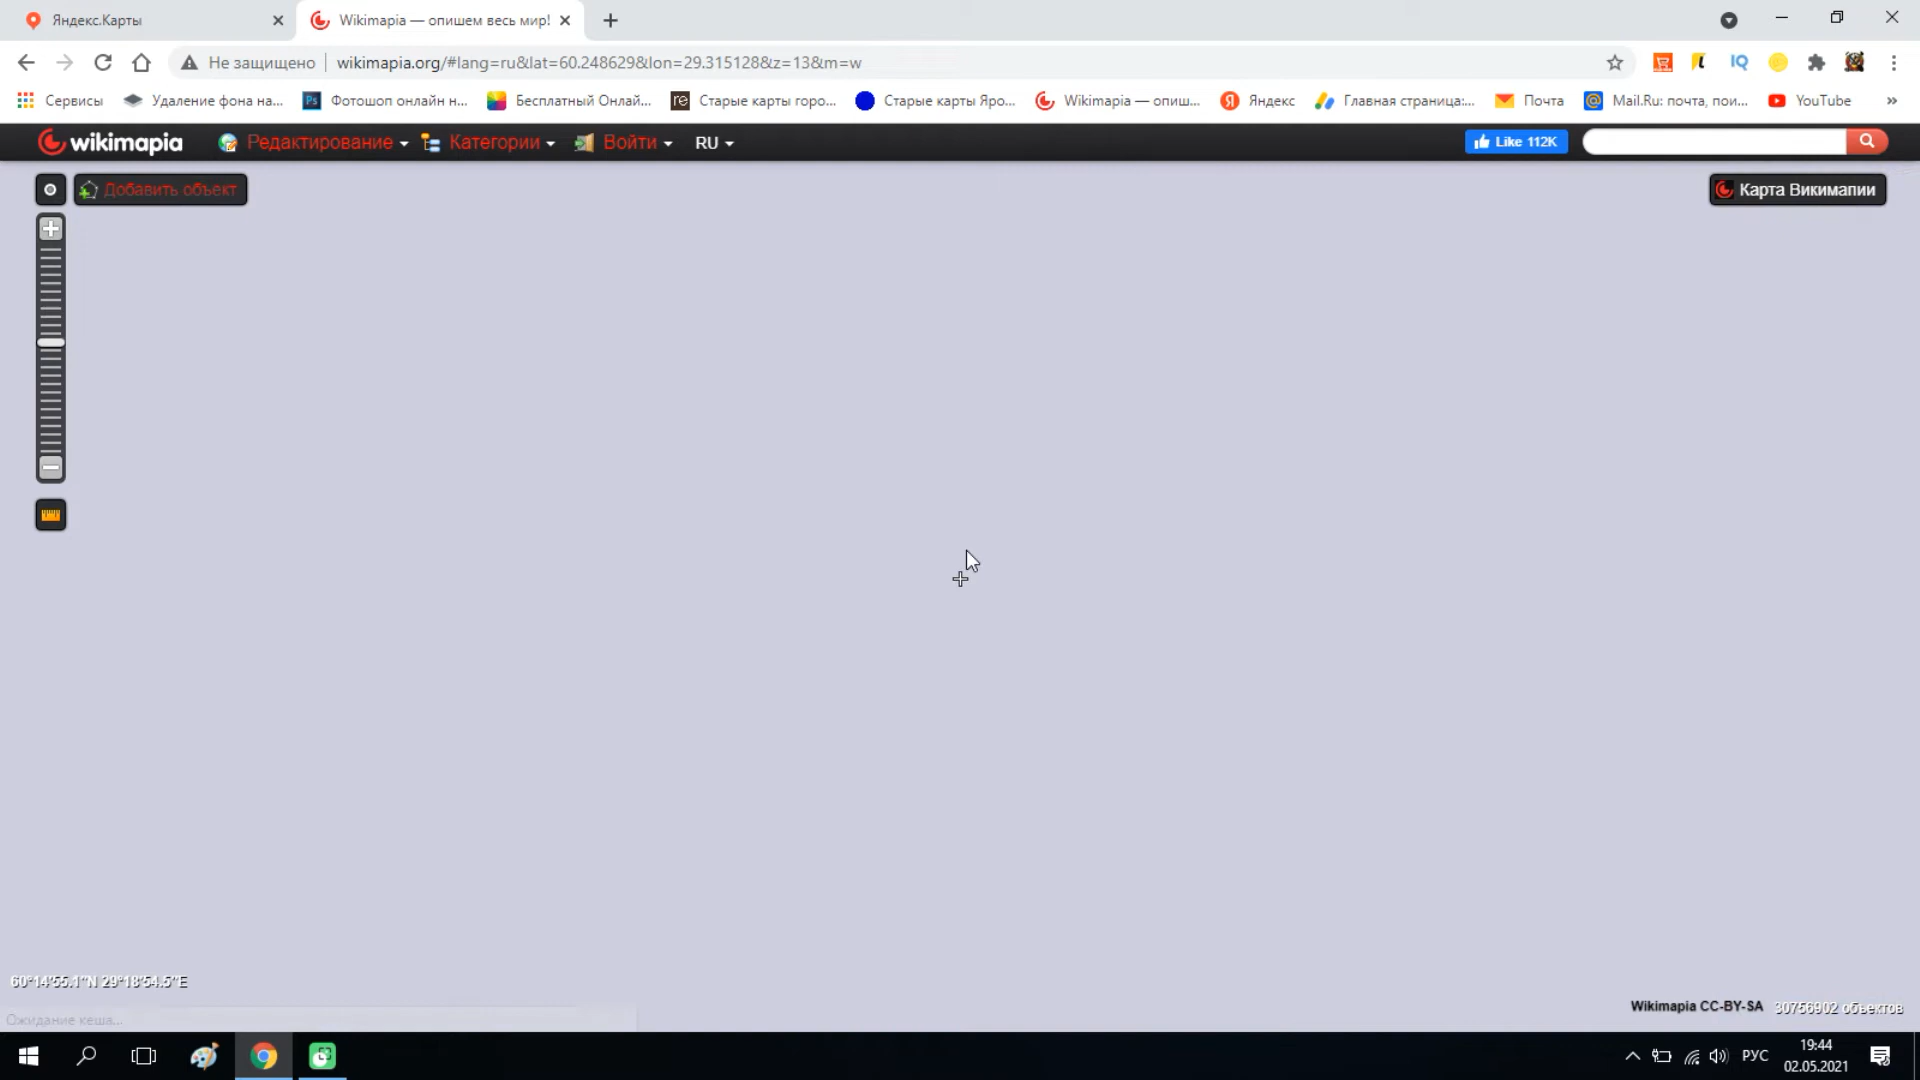 Яндекс.Карты
Wikimapia — опишем весь мир!
Не защищено
wikimapia.org/#lang=ru&lat=60.248629&lon=29.315128&z=13&m=w
Сервисы
Удаление фона на...
Фотошоп онлайн н...
Бесплатный Онлай...
Старые карты горо...
Старые карты Яро...
Wikimapia — опиш...
Яндекс
Главная страница:...
Почта
Mail.Ru: почта, пои...
YouTube
wikimapia
Редактирование
Категории
Войти
RU
Like 112K
Добавить объект
Карта Викимапии
60°14'55.1"N 29°18'54.5"E
Wikimapia CC-BY-SA
30756902 объектов
Ожидание кеша...
РУС
19:44
02.05.2021